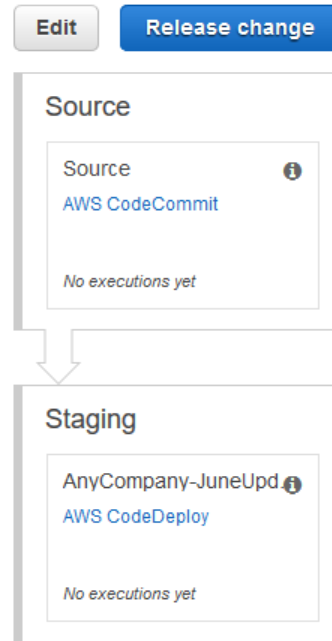 Edit Release change
Source
Source
AWS CodeCommit
No executions yet
Staging
AnyCompany-JuneUpd.
AWS CodeDeploy
No executions yet